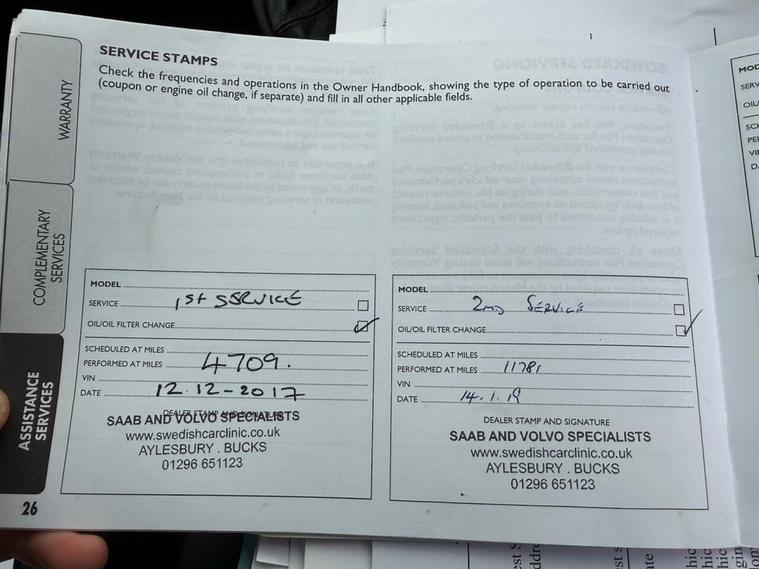 WARRANTY
COMPLEMENTARY
SERVICES
ASSISTANCE
SERVICES
26
SERVICE STAMPS
Check the frequencies and operations in the Owner Handbook, showing the type of operation to be carried out
(coupon or engine oil change, if separate) and fill in all other applicable fields.
MODEL
SERVICE 1st SERVICE
OIL/OIL FILTER CHANGE
SCHEDULED AT MILES
PERFORMED AT MILES 4709.
VIN
DATE 12.12-2017
DEALER STAMP AND SIGNATURE
SAAB AND VOLVO SPECIALISTS
www.swedishcarclinic.co.uk
AYLESBURY . BUCKS
01296 651123
MODEL
SERVICE 2nd SERVICE
OIL/OIL FILTER CHANGE
SCHEDULED AT MILES
PERFORMED AT MILES 11781
VIN
DATE 14.1.19
DEALER STAMP AND SIGNATURE
SAAB AND VOLVO SPECIALISTS
www.swedishcarclinic.co.uk
AYLESBURY . BUCKS
01296 651123